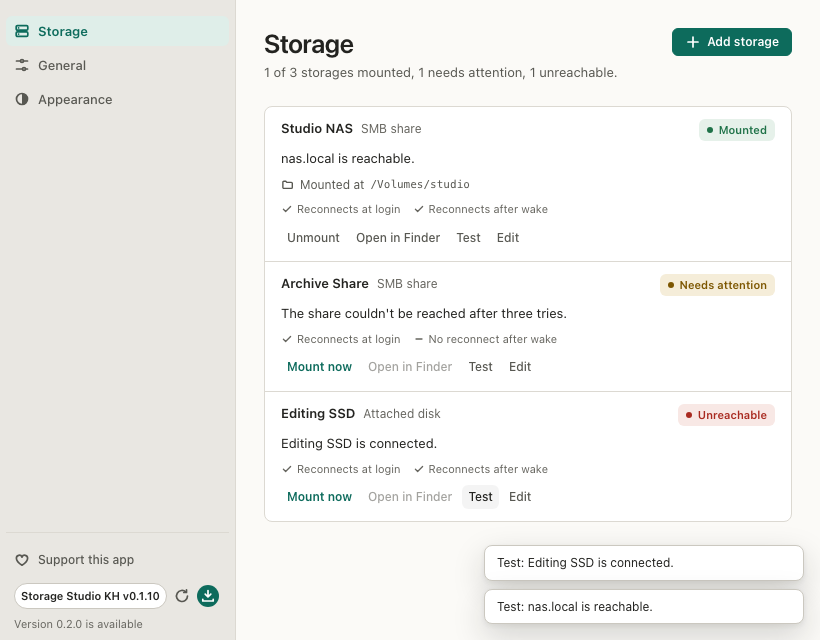 Storage
General
Appearance
Support this app
Storage Studio KH v0.1.10
Version 0.2.0 is available
Storage
Add storage
1 of 3 storages mounted, 1 needs attention, 1 unreachable.
Studio NAS SMB share
Mounted
nas.local is reachable.
Mounted at /Volumes/studio
Reconnects at login Reconnects after wake
Unmount Open in Finder Test Edit
Archive Share SMB share
Needs attention
The share couldn't be reached after three tries.
Reconnects at login No reconnect after wake
Mount now Open in Finder Test Edit
Editing SSD Attached disk
Unreachable
Editing SSD is connected.
Reconnects at login Reconnects after wake
Mount now Open in Finder Test Edit
Test: Editing SSD is connected.
Test: nas.local is reachable.